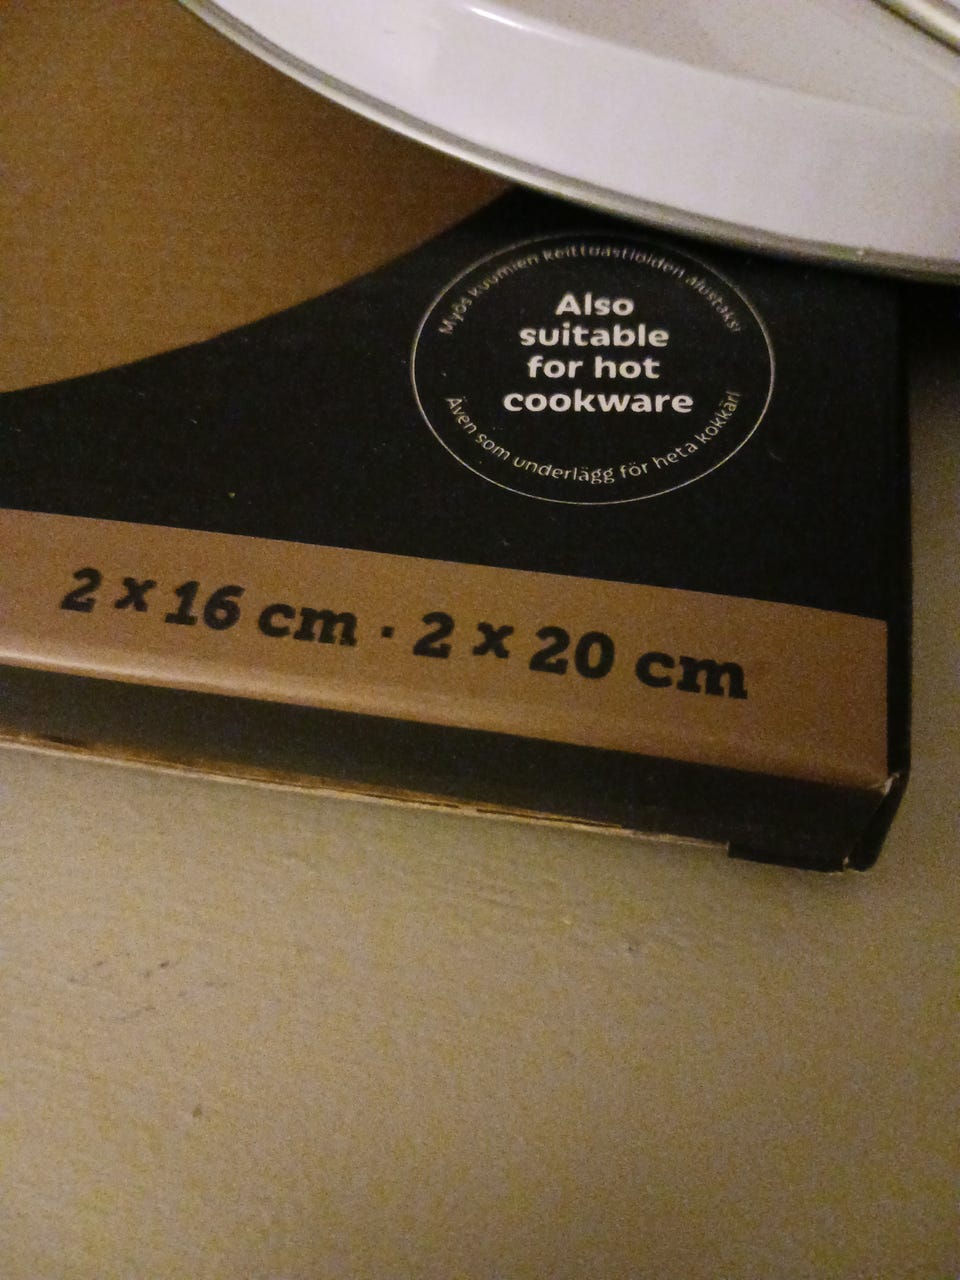 Myös kuumien keittoastioiden alustaksi
Also
suitable
for hot
cookware
Även som underlägg för heta kokkärl
2 x 16 cm · 2 x 20 cm